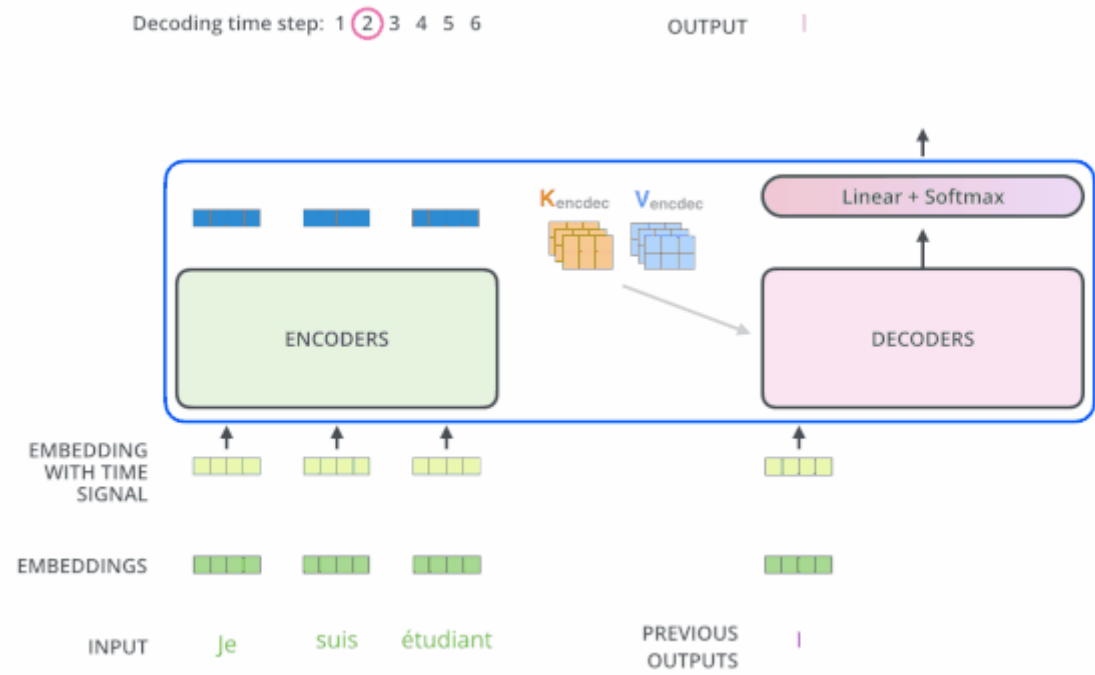 Decoding time step: 1 2 3 4 5 6
OUTPUT I
Kencdec Vencdec
Linear + Softmax
ENCODERS
DECODERS
EMBEDDING
WITH TIME
SIGNAL
EMBEDDINGS
INPUT Je suis étudiant
PREVIOUS
OUTPUTS
I